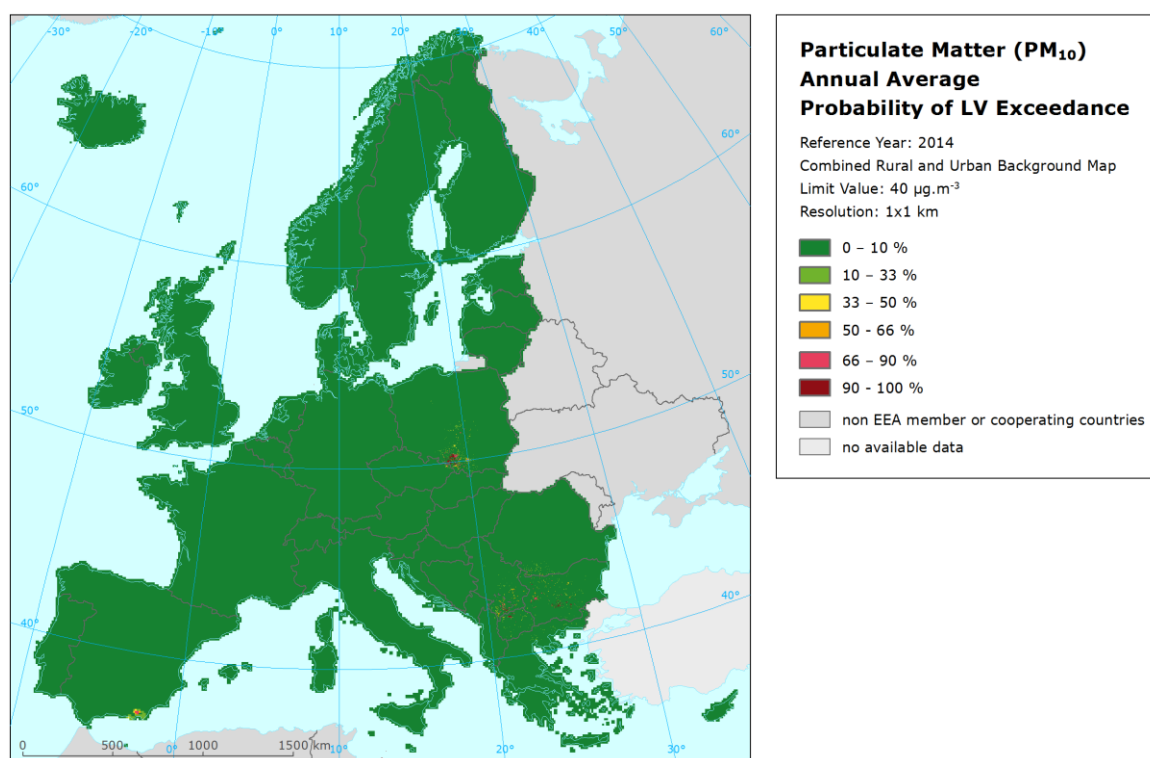 -30° -20° -10° 0° 10° 20° 30° 40° 50° 60°
60°
60°
50°
50°
40°
40°
0 500 1000 1500 km
0° 10° 20° 30°
Particulate Matter (PM₁₀)
Annual Average
Probability of LV Exceedance
Reference Year: 2014
Combined Rural and Urban Background Map
Limit Value: 40 µg.m⁻³
Resolution: 1x1 km
0 – 10 %
10 – 33 %
33 – 50 %
50 - 66 %
66 – 90 %
90 - 100 %
non EEA member or cooperating countries
no available data